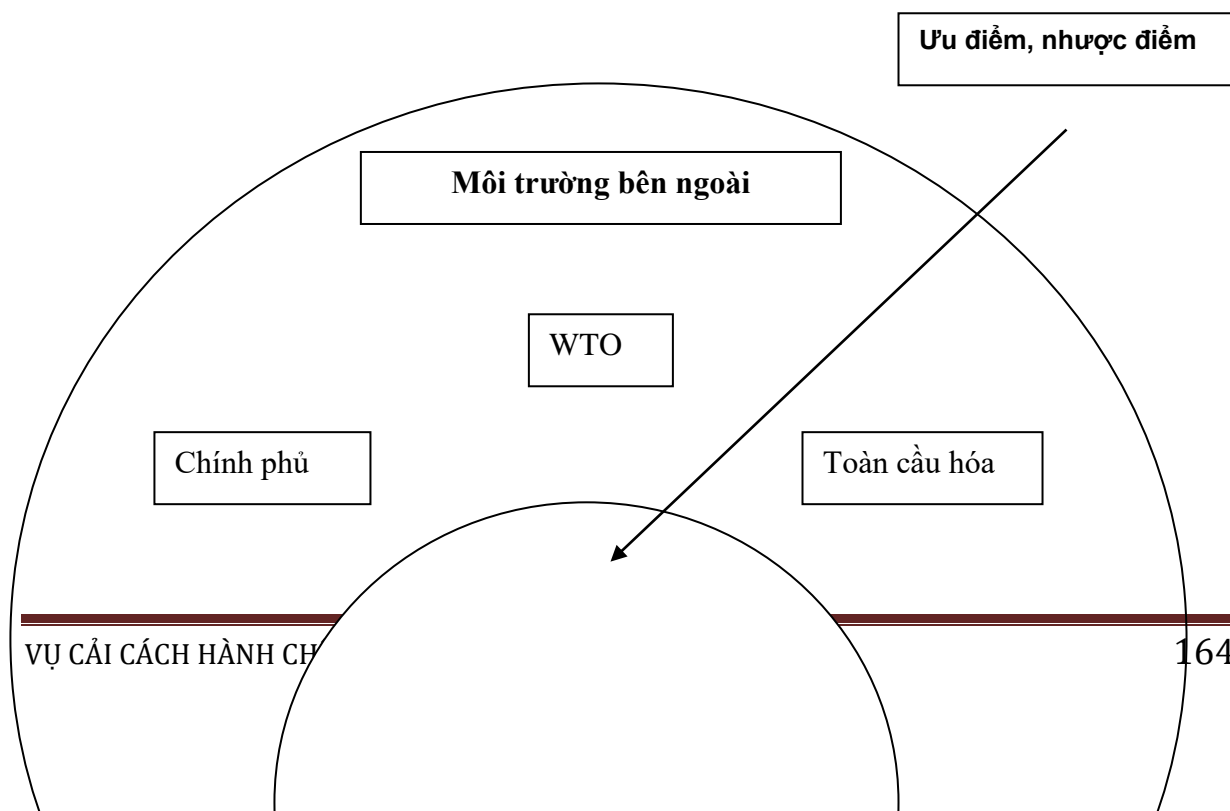 Ưu điểm, nhược điểm
Môi trường bên ngoài
WTO
Chính phủ
Toàn cầu hóa
VỤ CẢI CÁCH HÀNH CH
164